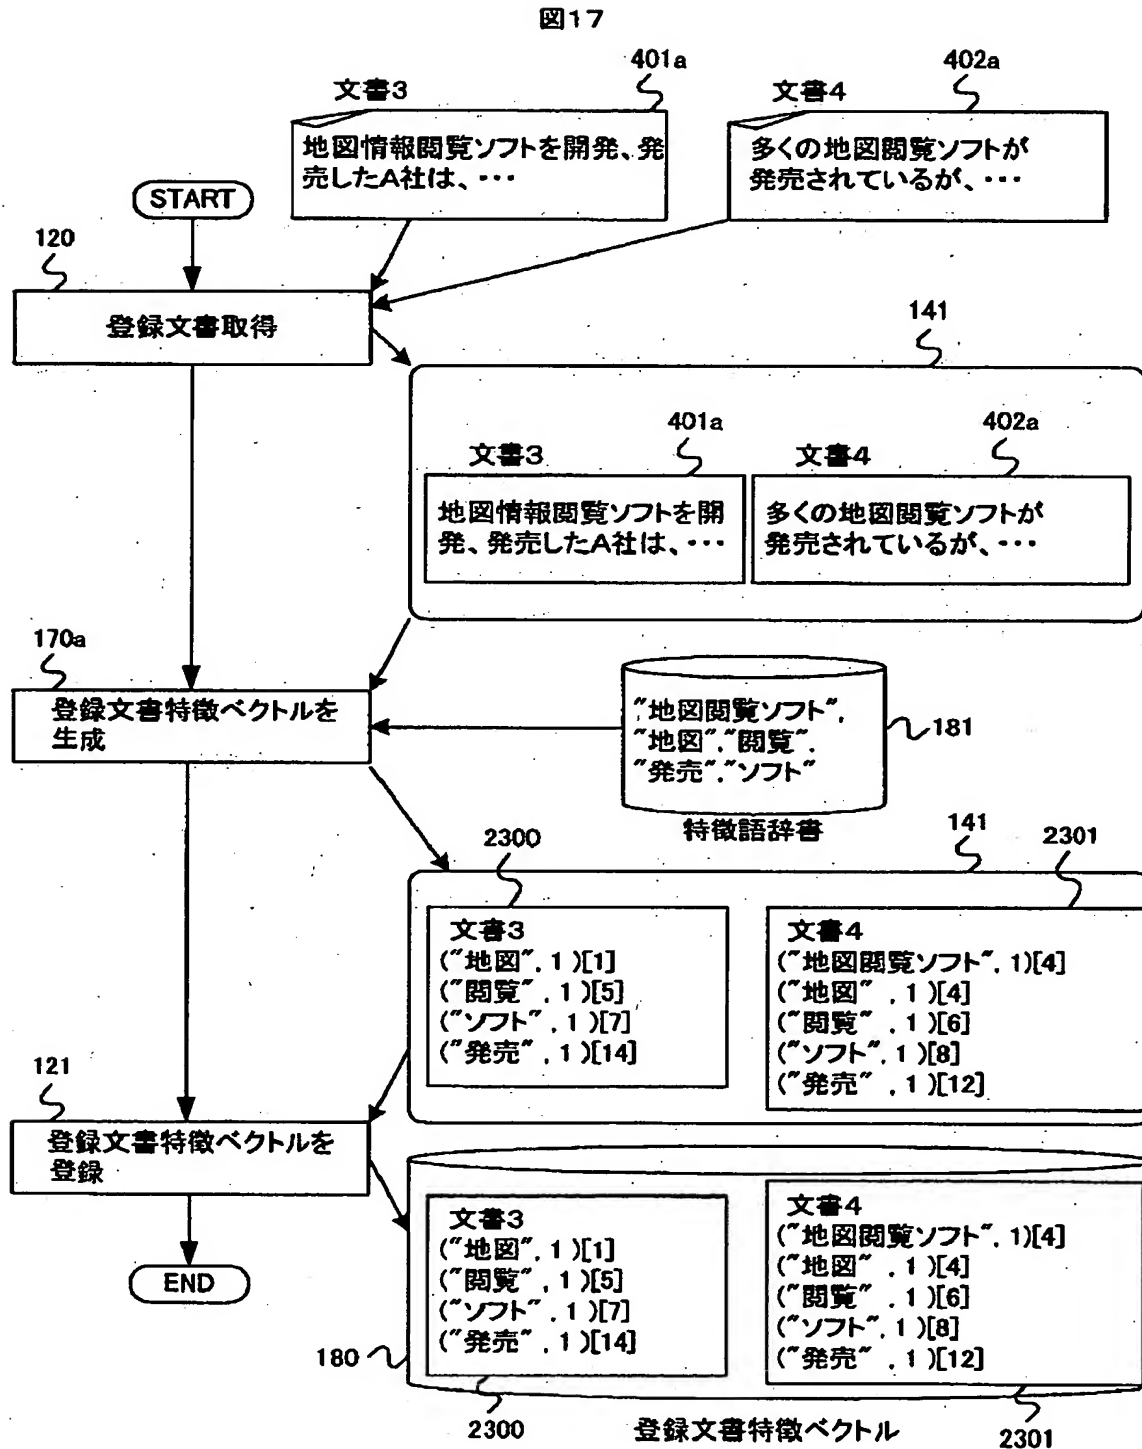 図17
401a
402a
文書3
文書4
地図情報閲覧ソフトを開発、発
売したA社は、・・・
多くの地図閲覧ソフトが
発売されているが、・・・
START
120
登録文書取得
141
401a
402a
文書3
文書4
地図情報閲覧ソフトを開
発、発売したA社は、・・・
多くの地図閲覧ソフトが
発売されているが、・・・
170a
登録文書特徴ベクトルを
生成
"地図閲覧ソフト",
"地図","閲覧",
"発売","ソフト"
181
特徴語辞書
2300
141
2301
文書3
("地図", 1 )[1]
("閲覧" , 1 )[5]
("ソフト" , 1 )[7]
("発売" , 1 )[14]
文書4
("地図閲覧ソフト", 1)[4]
("地図" , 1 )[4]
("閲覧" , 1 )[6]
("ソフト", 1 )[8]
("発売" , 1 )[12]
121
登録文書特徴ベクトルを
登録
文書3
("地図", 1 )[1]
("閲覧" , 1 )[5]
("ソフト" , 1 )[7]
("発売" , 1 )[14]
文書4
("地図閲覧ソフト", 1)[4]
("地図" , 1 )[4]
("閲覧" , 1 )[6]
("ソフト", 1 )[8]
("発売" , 1 )[12]
END
180
2300
登録文書特徴ベクトル
2301